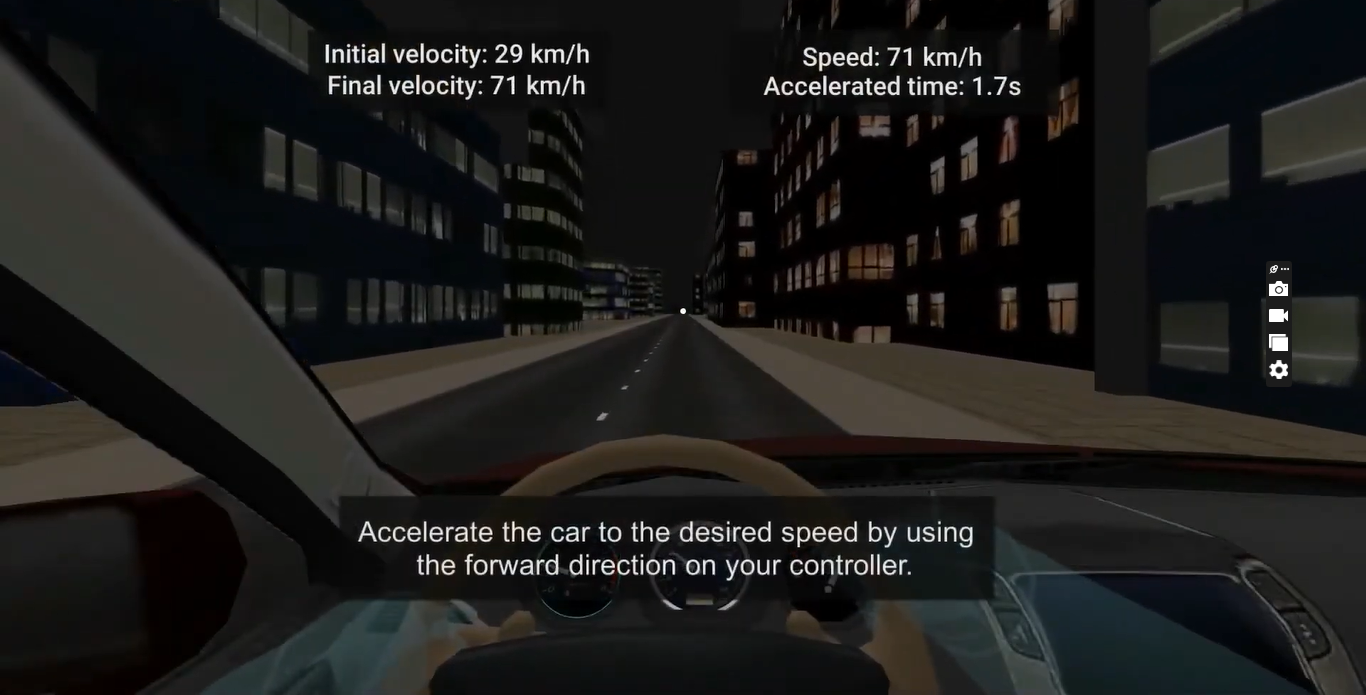 Initial velocity: 29 km/h
Final velocity: 71 km/h
Speed: 71 km/h
Accelerated time: 1.7s
Accelerate the car to the desired speed by using
the forward direction on your controller.